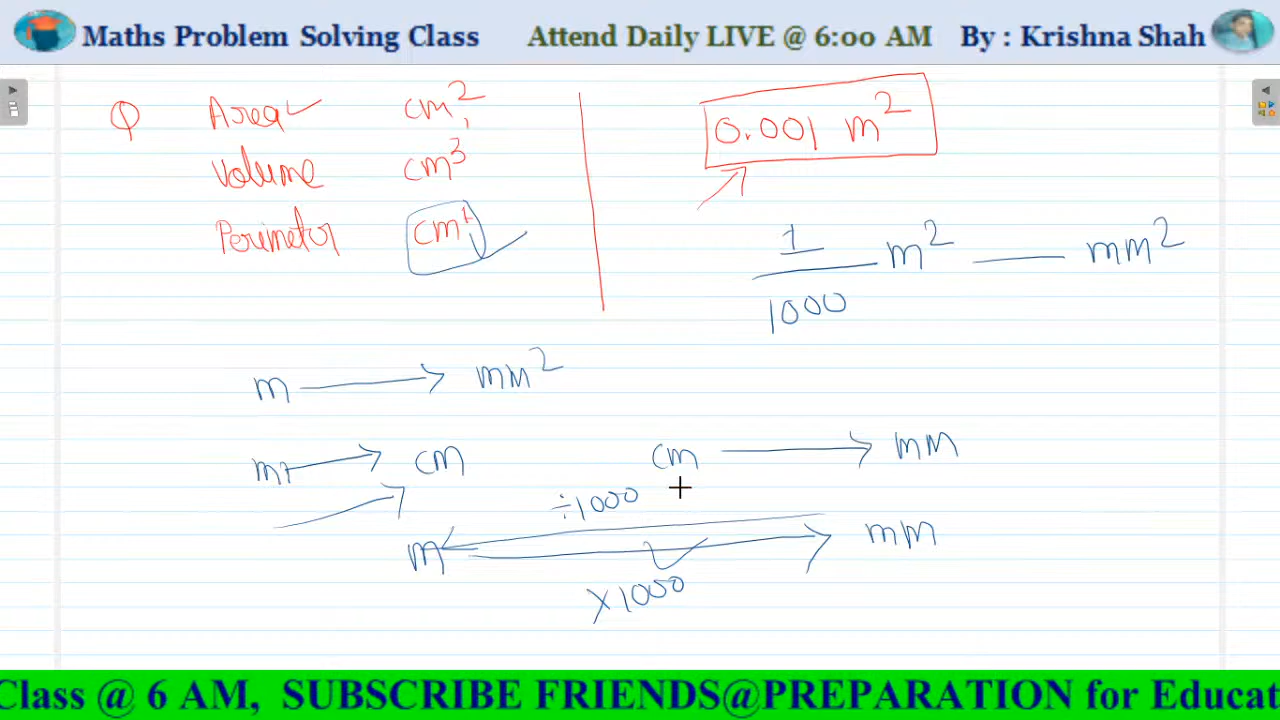 Maths Problem Solving Class Attend Daily LIVE @ 6:00 AM By : Krishna Shah
Q Area cm²
Volume cm³
Perimeter cm¹
0.001 m²
1
1000 m² mm²
m → mm²
m → cm
cm → mm
÷1000
m mm
×1000
Class @ 6 AM, SUBSCRIBE FRIENDS@PREPARATION for Educat